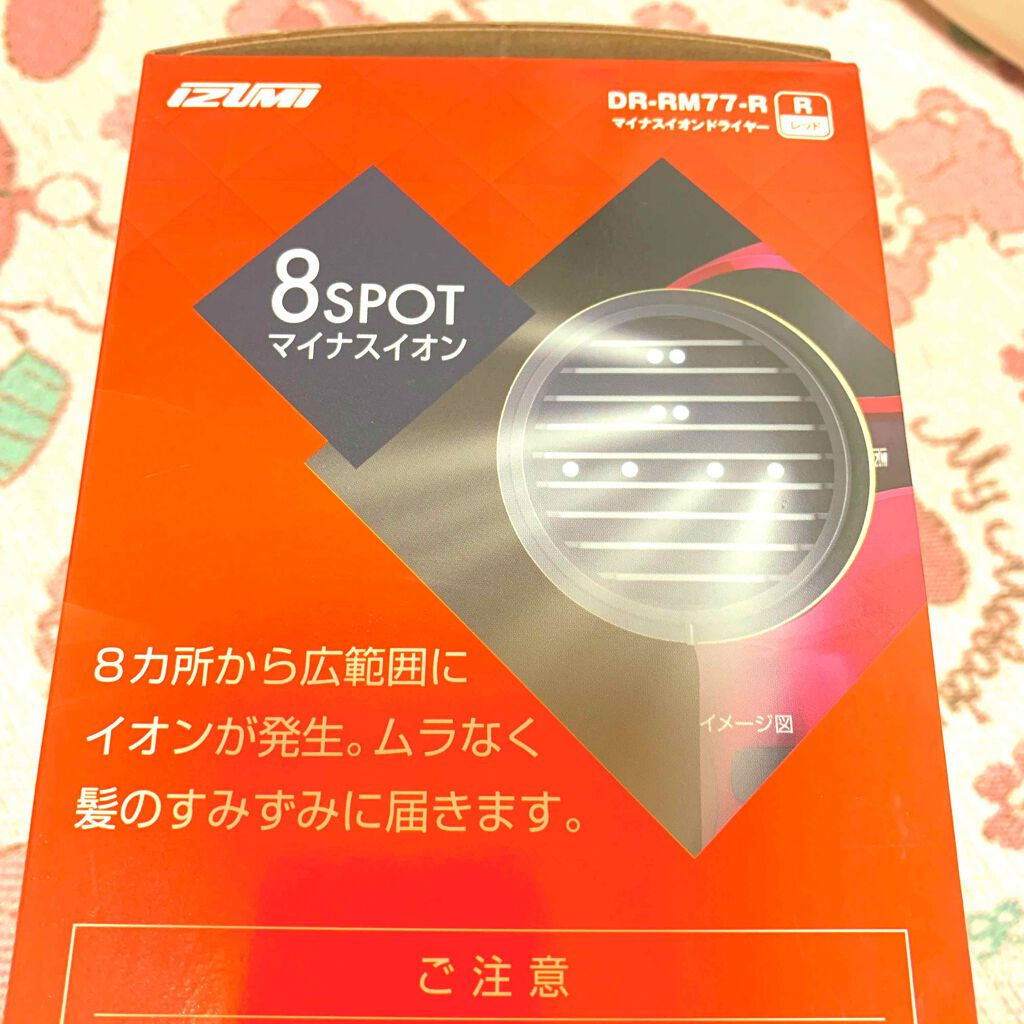 IZUMI
DR-RM77-R
R
マイナスイオンドライヤー
レッド
8SPOT
マイナスイオン
イメージ図
8カ所から広範囲に
イオンが発生。ムラなく
髪のすみずみに届きます。
ご注意
My